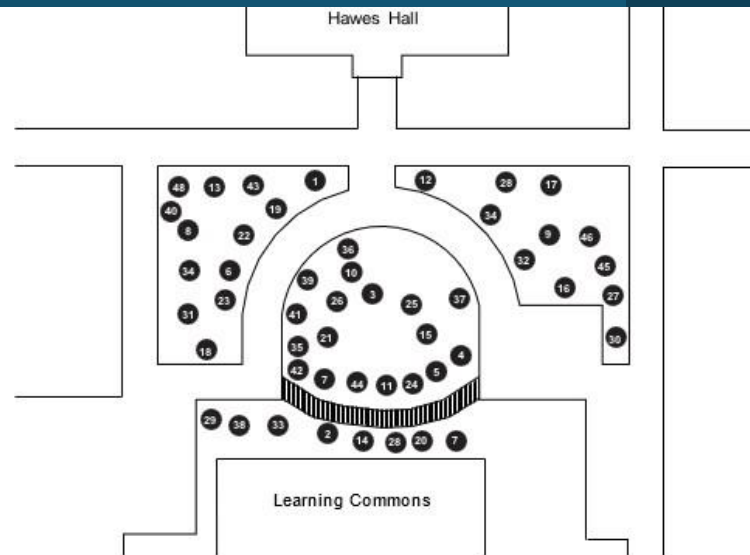 Hawes Hall
48 13 43 1 12 28 17
40 19 34
8 22 9 46
36 32
34 6 39 10 45
23 26 3 25 37 16 27
31 41
18 35 21 15 30
42 7 44 11 24 5 4
29 38 33 2 14 28 20 7
Learning Commons